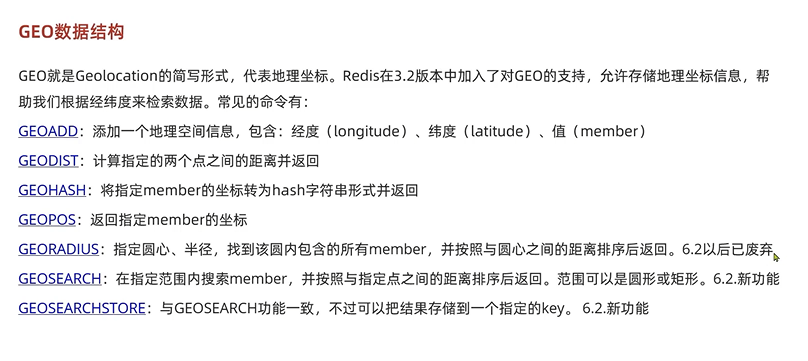 GEO数据结构
GEO就是Geolocation的简写形式，代表地理坐标。Redis在3.2版本中加入了对GEO的支持，允许存储地理坐标信息，帮
助我们根据经纬度来检索数据。常见的命令有：
GEOADD：添加一个地理空间信息，包含：经度（longitude）、纬度（latitude）、值（member）
GEODIST：计算指定的两个点之间的距离并返回
GEOHASH：将指定member的坐标转为hash字符串形式并返回
GEOPOS：返回指定member的坐标
GEORADIUS：指定圆心、半径，找到该圆内包含的所有member，并按照与圆心之间的距离排序后返回。6.2以后已废弃
GEOSEARCH：在指定范围内搜索member，并按照与指定点之间的距离排序后返回。范围可以是圆形或矩形。6.2.新功能
GEOSEARCHSTORE：与GEOSEARCH功能一致，不过可以把结果存储到一个指定的key。 6.2.新功能